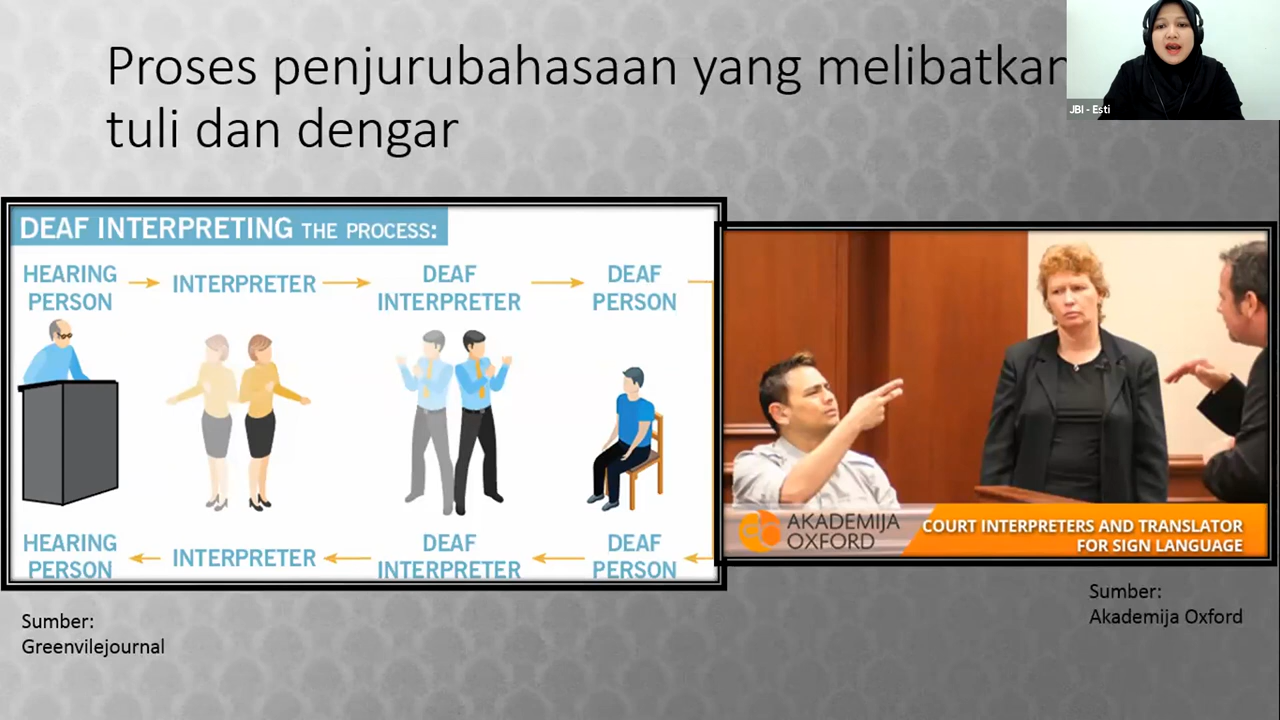 Proses penjurubahasaan yang melibatkan
tuli dan dengar
JBI - Esti
DEAF INTERPRETING THE PROCESS:
HEARING
PERSON
INTERPRETER
DEAF
INTERPRETER
DEAF
PERSON
HEARING
PERSON
INTERPRETER
DEAF
INTERPRETER
DEAF
PERSON
AKADEMIJA
OXFORD
COURT INTERPRETERS AND TRANSLATOR
FOR SIGN LANGUAGE
Sumber:
Greenvilejournal
Sumber:
Akademija Oxford